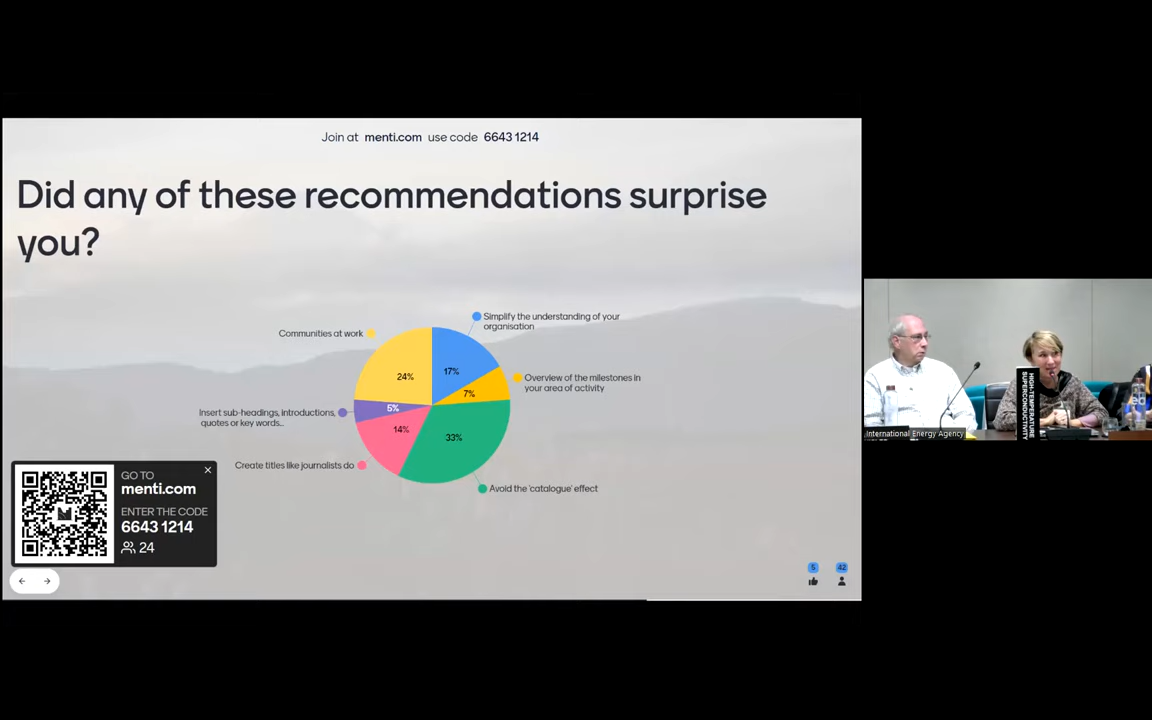 Join at menti.com use code 6643 1214
Did any of these recommendations surprise
you?
Simplify the understanding of your
organisation
Communities at work
24%
17%
Overview of the milestones in
your area of activity
7%
Insert sub-headings, introductions,
quotes or key words...
5%
14%
33%
Create titles like journalists do
Avoid the 'catalogue' effect
GO TO
menti.com
ENTER THE CODE
6643 1214
24
5
42
HIGH-TEMPERATURE
SUPERCONDUCTIVITY
International Energy Agency